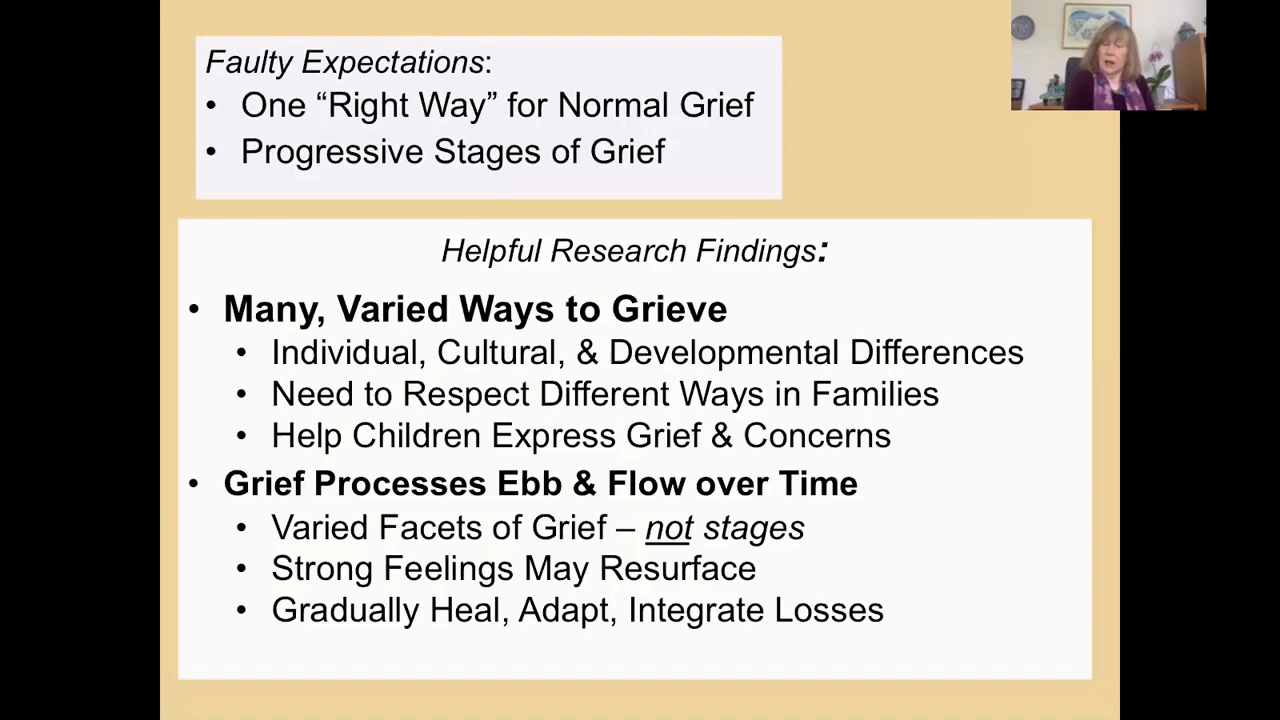 Faulty Expectations:
• One “Right Way” for Normal Grief
• Progressive Stages of Grief
Helpful Research Findings:
• Many, Varied Ways to Grieve
• Individual, Cultural, & Developmental Differences
• Need to Respect Different Ways in Families
• Help Children Express Grief & Concerns
• Grief Processes Ebb & Flow over Time
• Varied Facets of Grief – not stages
• Strong Feelings May Resurface
• Gradually Heal, Adapt, Integrate Losses